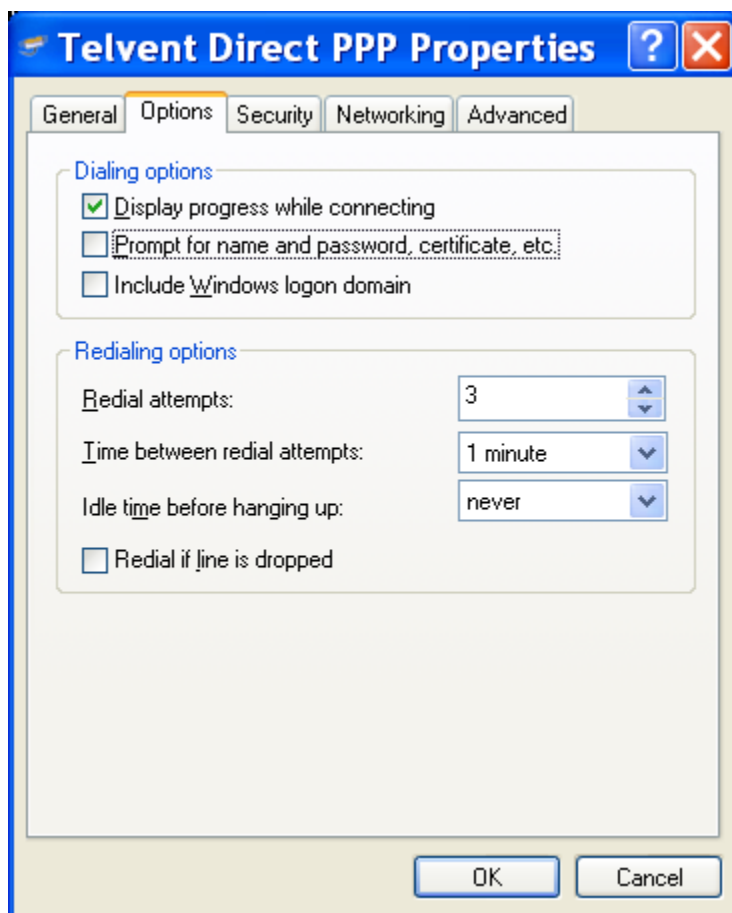 Telvent Direct PPP Properties
General Options Security Networking Advanced
Dialing options
Display progress while connecting
Prompt for name and password, certificate, etc.
Include Windows logon domain
Redialing options
Redial attempts: 3
Time between redial attempts: 1 minute
Idle time before hanging up: never
Redial if line is dropped
OK Cancel